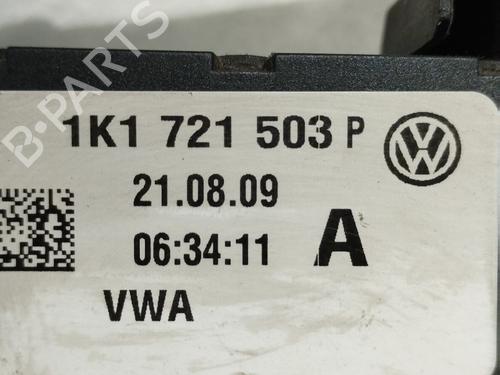 B-PARTS
1K1 721 503 P
21.08.09
06:34:11 A
VWA